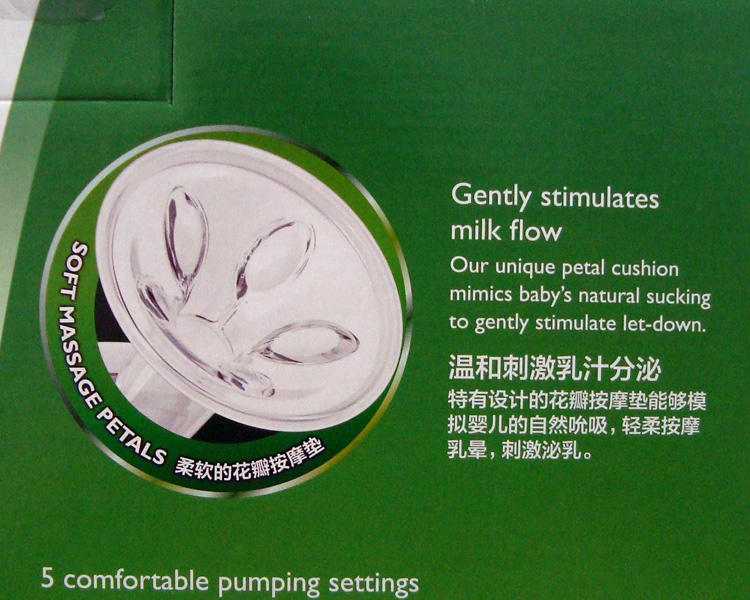 Gently stimulates
milk flow
Our unique petal cushion
mimics baby's natural sucking
to gently stimulate let-down.
温和刺激乳汁分泌
特有设计的花瓣按摩垫能够模
拟婴儿的自然吮吸，轻柔按摩
乳晕，刺激泌乳。
SOFT MASSAGE PETALS 柔软的花瓣按摩垫
5 comfortable pumping settings